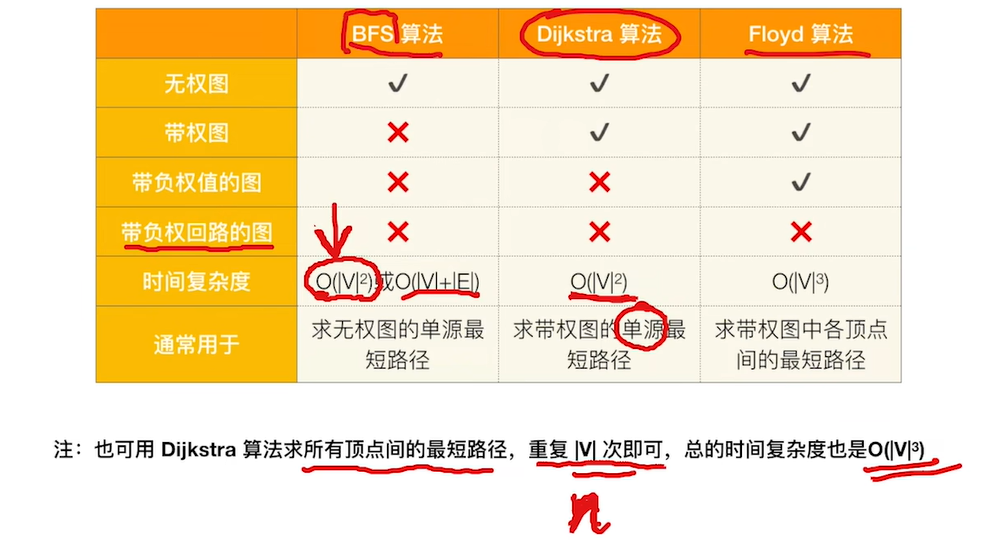 BFS 算法 Dijkstra 算法 Floyd 算法
无权图 ✓ ✓ ✓
带权图 ✕ ✓ ✓
带负权值的图 ✕ ✕ ✓
带负权回路的图 ✕ ✕ ✕
时间复杂度 O(|V|²)或O(|V|+|E|) O(|V|²) O(|V|³)
通常用于 求无权图的单源最短路径 求带权图的单源最短路径 求带权图中各顶点间的最短路径
注：也可用 Dijkstra 算法求所有顶点间的最短路径，重复 |V| 次即可，总的时间复杂度也是O(|V|³)
n